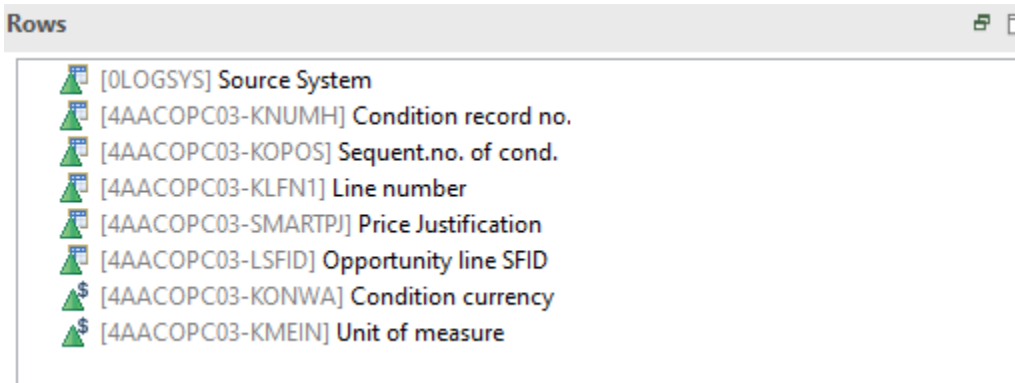 Rows
[0LOGSYS] Source System
[4AACOPC03-KNUMH] Condition record no.
[4AACOPC03-KOPOS] Sequent.no. of cond.
[4AACOPC03-KLFN1] Line number
[4AACOPC03-SMARTPJ] Price Justification
[4AACOPC03-LSFID] Opportunity line SFID
[4AACOPC03-KONWA] Condition currency
[4AACOPC03-KMEIN] Unit of measure